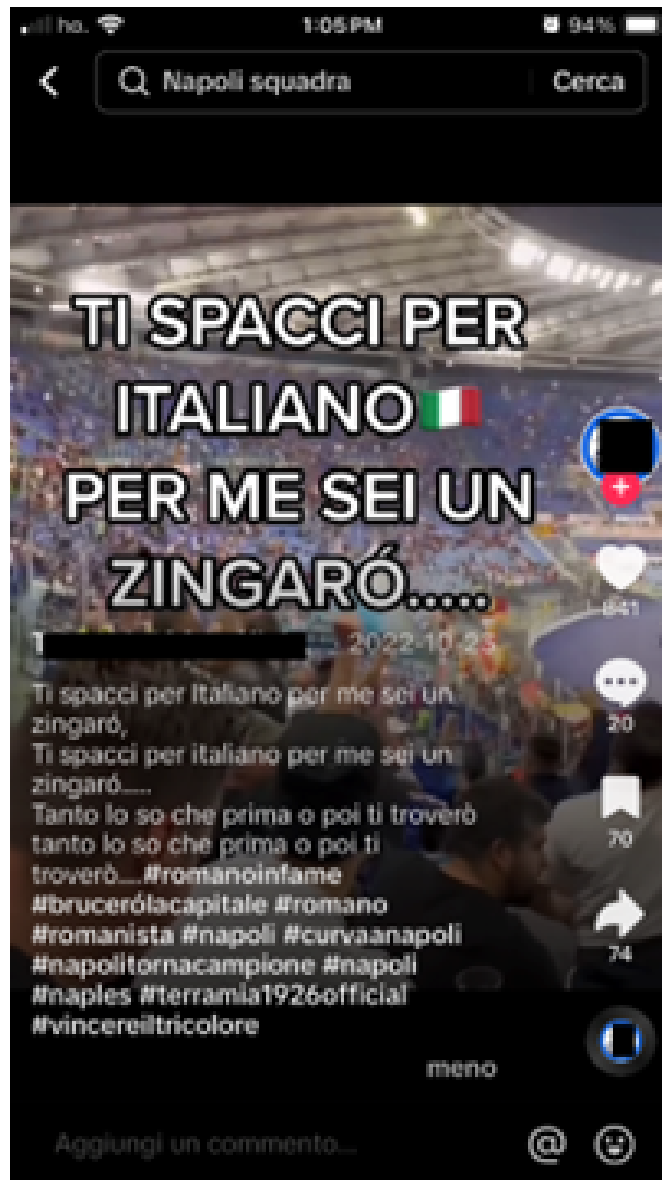 ho.
1:05 PM
94%
Napoli squadra
Cerca
TI SPACCI PER
ITALIANO🇮🇹
PER ME SEI UN
ZINGARÓ.....
2022-10-23
841
Ti spacci per Italiano per me sei un
zingaró,
Ti spacci per italiano per me sei un
zingaró.....
20
Tanto lo so che prima o poi ti troverò
tanto lo so che prima o poi ti
troverò....#romanoinfame
70
#brucerólacapitale #romano
#romanista #napoli #curvaanapoli
#napolitornacampione #napoli
74
#naples #terramia1926official
#vincereiltricolore
meno
Aggiungi un commento...